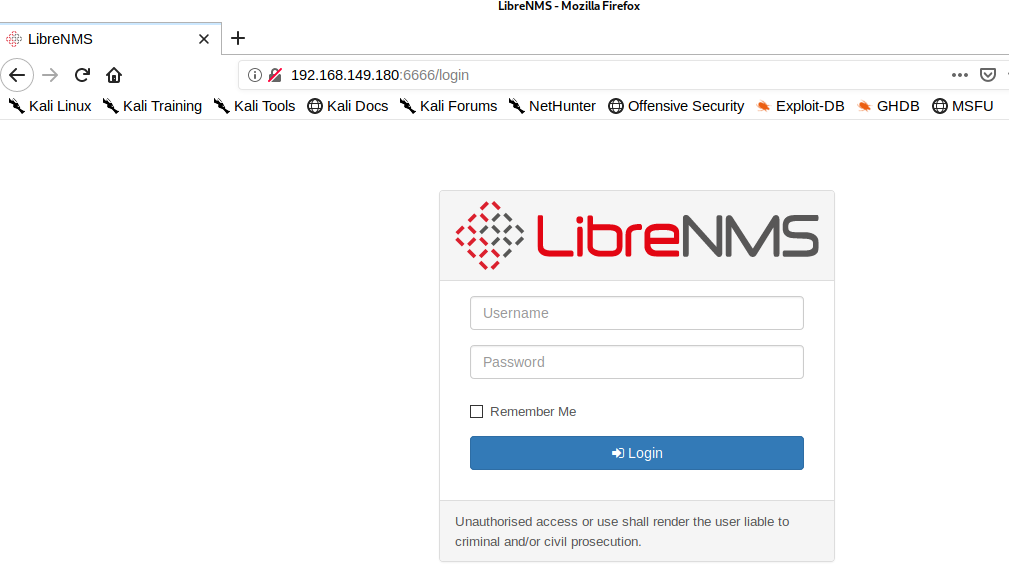 LibreNMS - Mozilla Firefox
LibreNMS
192.168.149.180:6666/login
Kali Linux Kali Training Kali Tools Kali Docs Kali Forums NetHunter Offensive Security Exploit-DB GHDB MSFU
LibreNMS
Username
Password
Remember Me
Login
Unauthorised access or use shall render the user liable to
criminal and/or civil prosecution.